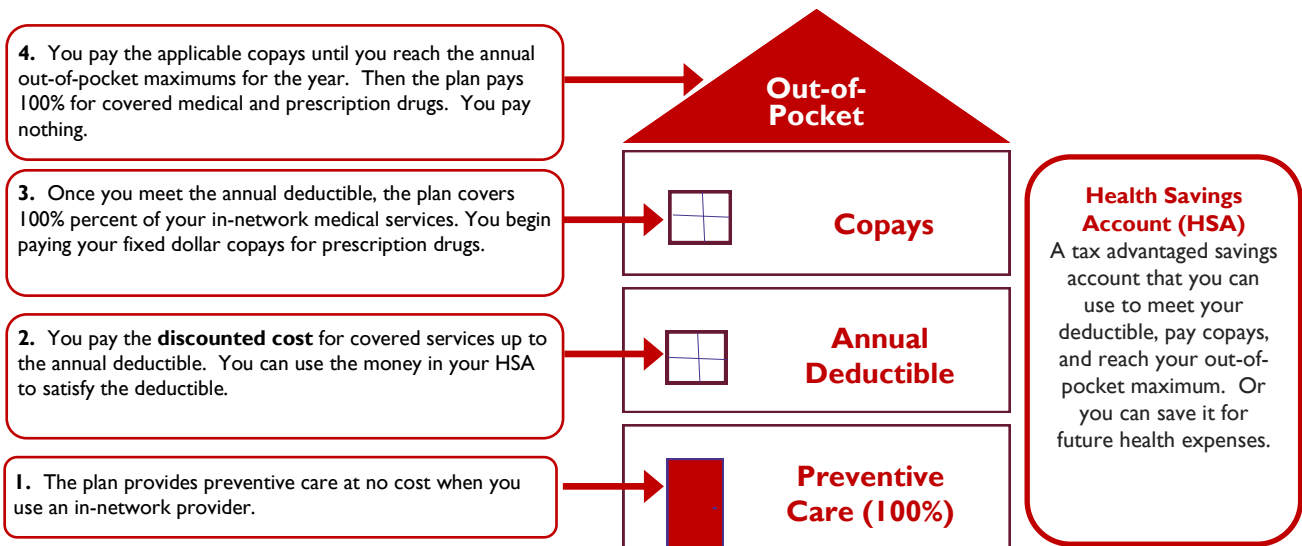 4. You pay the applicable copays until you reach the annual
out-of-pocket maximums for the year. Then the plan pays
100% for covered medical and prescription drugs. You pay
nothing.
Out-of-
Pocket
3. Once you meet the annual deductible, the plan covers
100% percent of your in-network medical services. You begin
paying your fixed dollar copays for prescription drugs.
Copays
2. You pay the discounted cost for covered services up to
the annual deductible. You can use the money in your HSA
to satisfy the deductible.
Annual
Deductible
1. The plan provides preventive care at no cost when you
use an in-network provider.
Preventive
Care (100%)
Health Savings
Account (HSA)
A tax advantaged savings
account that you can
use to meet your
deductible, pay copays,
and reach your out-of-
pocket maximum. Or
you can save it for
future health expenses.